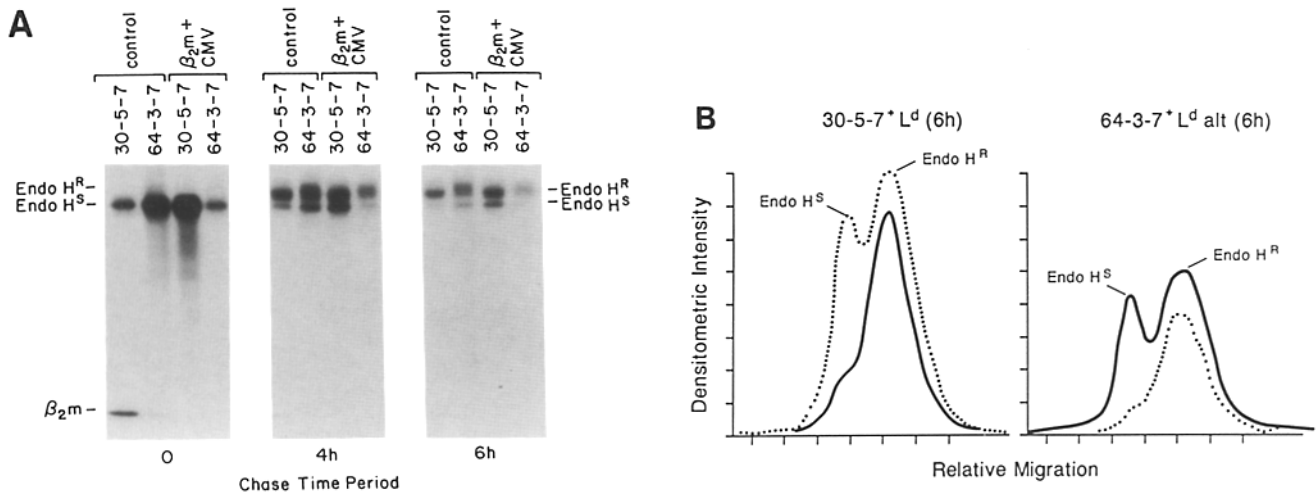 A
control
β₂m +
CMV
control
β₂m +
CMV
control
β₂m +
CMV
30-5-7
64-3-7
30-5-7
64-3-7
30-5-7
64-3-7
30-5-7
64-3-7
30-5-7
64-3-7
30-5-7
64-3-7
Endo Hᴿ
Endo Hˢ
β₂m
Endo Hᴿ
Endo Hˢ
0
4h
6h
Chase Time Period
B
30-5-7⁺ Lᵈ (6h)
64-3-7⁺ Lᵈ alt (6h)
Endo Hᴿ
Endo Hˢ
Endo Hᴿ
Endo Hˢ
Densitometric Intensity
Relative Migration